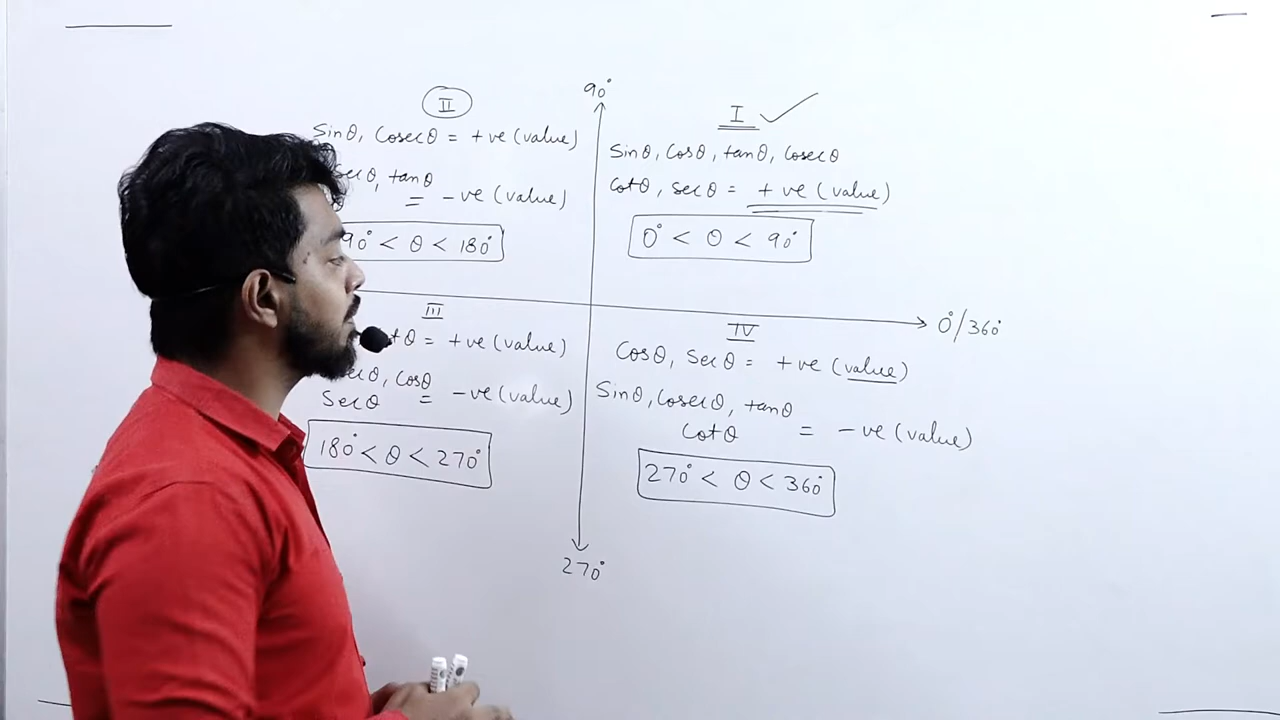 90°
II
Sinθ, Cosecθ = +ve (value)
secθ, tanθ
= -ve (value)
90° < θ < 180°
I
Sinθ, Cosθ, tanθ, Cosecθ
Cotθ, Secθ = +ve (value)
0° < θ < 90°
0°/360°
III
tθ = +ve (value)
Cosθ
Secθ = -ve (value)
180° < θ < 270°
IV
Cosθ, Secθ = +ve (value)
Sinθ, Cosecθ, tanθ
Cotθ = -ve (value)
270° < θ < 360°
270°